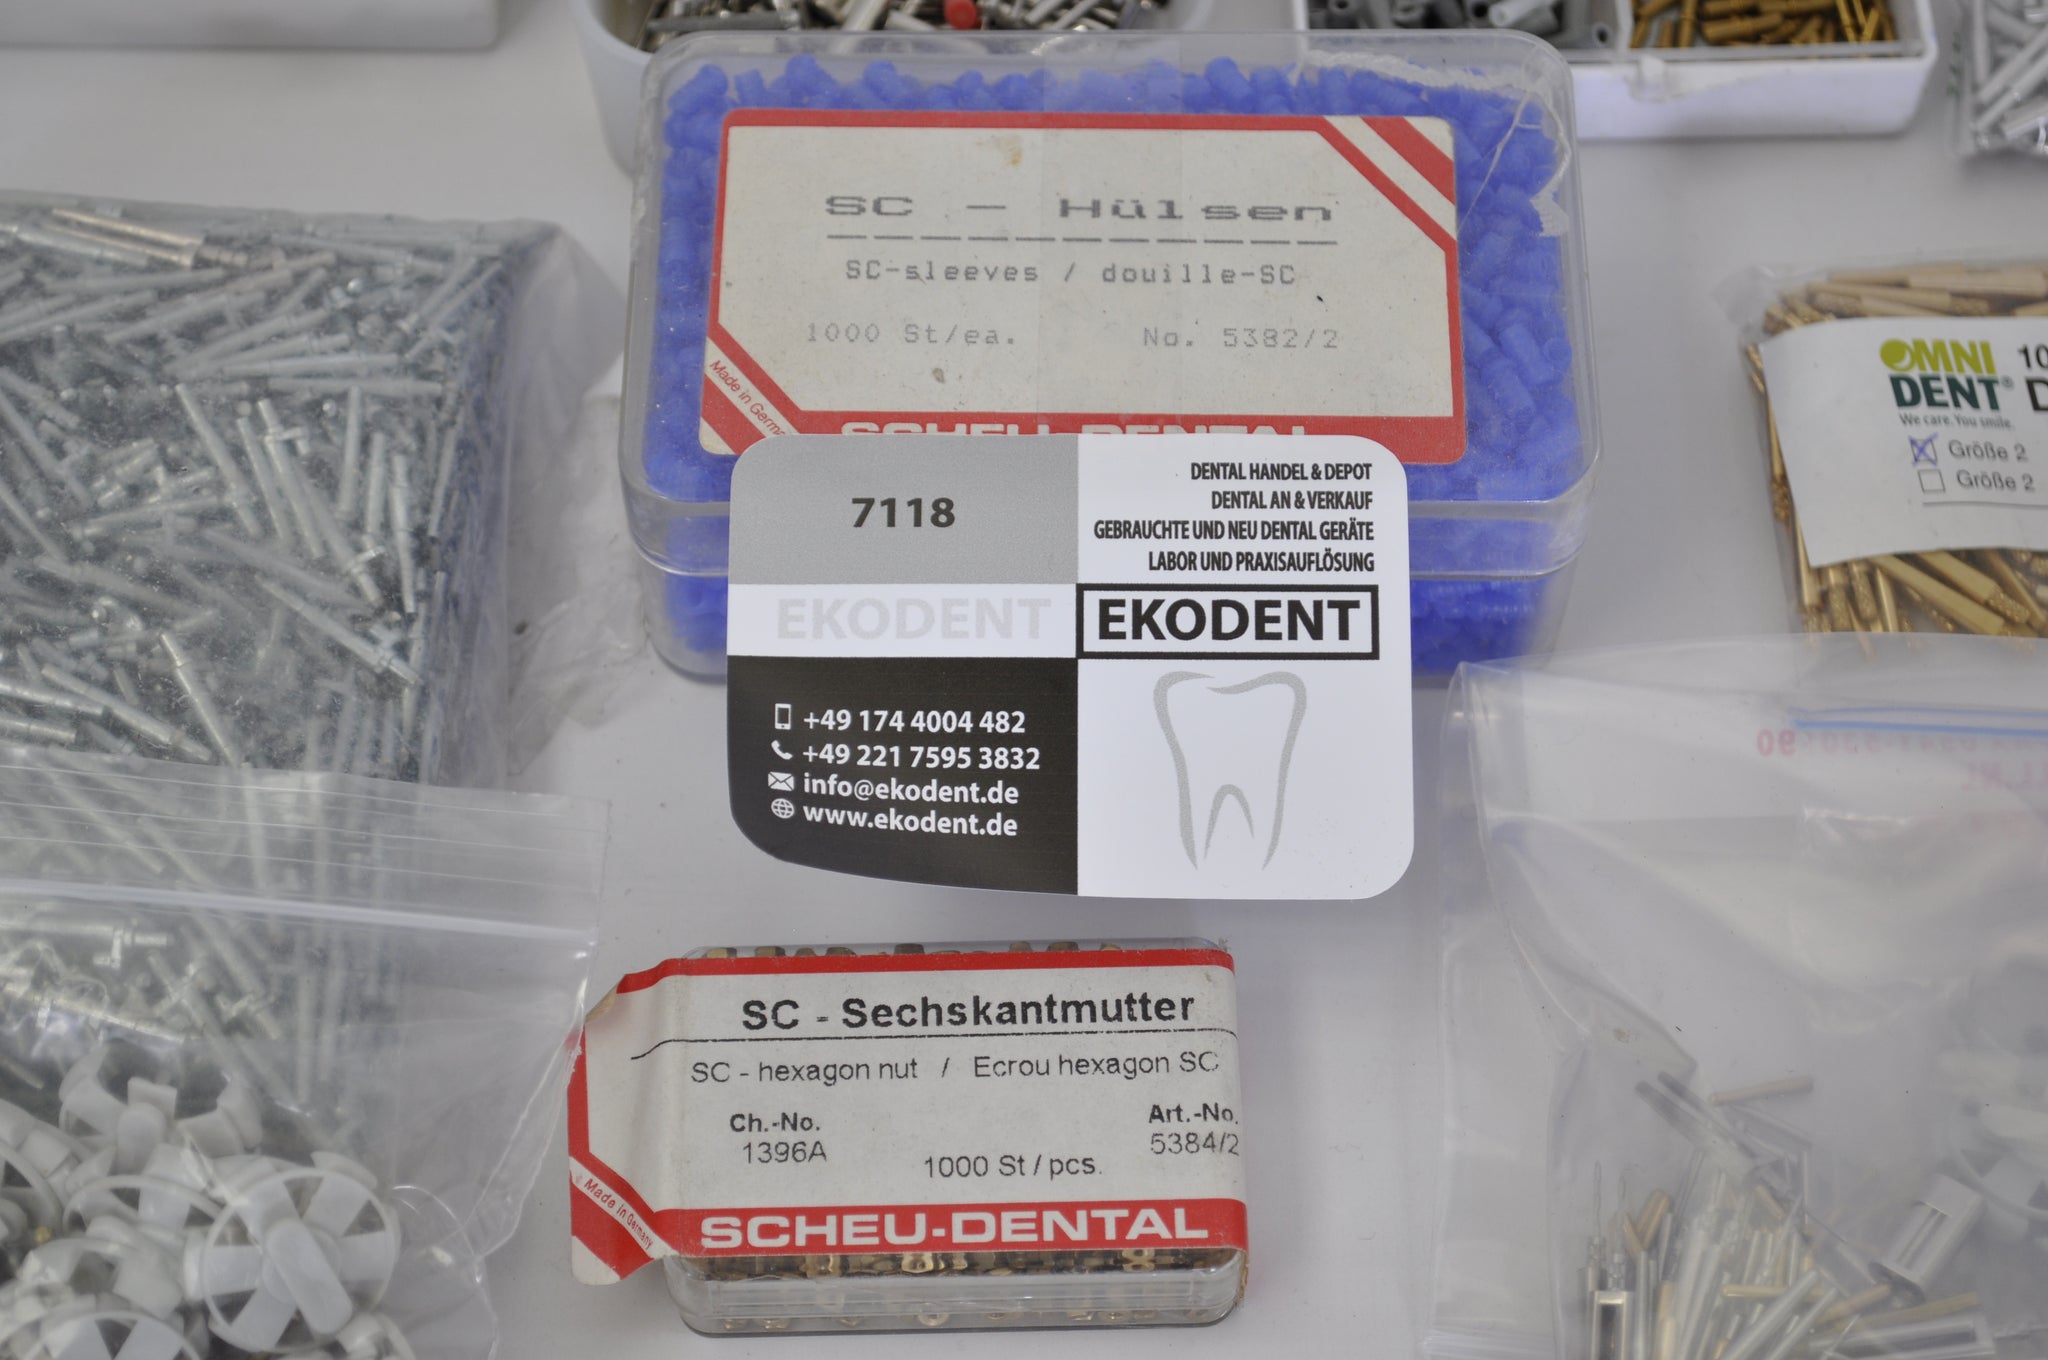 SC - Hülsen
SC-sleeves / douille-SC
1000 St/ea. No. 5382/2
Made in Germa
SCHEU-DENTAL
7118
DENTAL HANDEL & DEPOT
DENTAL AN & VERKAUF
GEBRAUCHTE UND NEU DENTAL GERÄTE
LABOR UND PRAXISAUFLÖSUNG
EKODENT
EKODENT
+49 174 4004 482
+49 221 7595 3832
info@ekodent.de
www.ekodent.de
SC - Sechskantmutter
SC - hexagon nut / Ecrou hexagon SC
Ch.-No.
1396A
1000 St / pcs.
Art.-No.
5384/2
Made in Germany
SCHEU-DENTAL
OMNI
DENT®
We care. You smile.
10
D
Größe 2
Größe 2